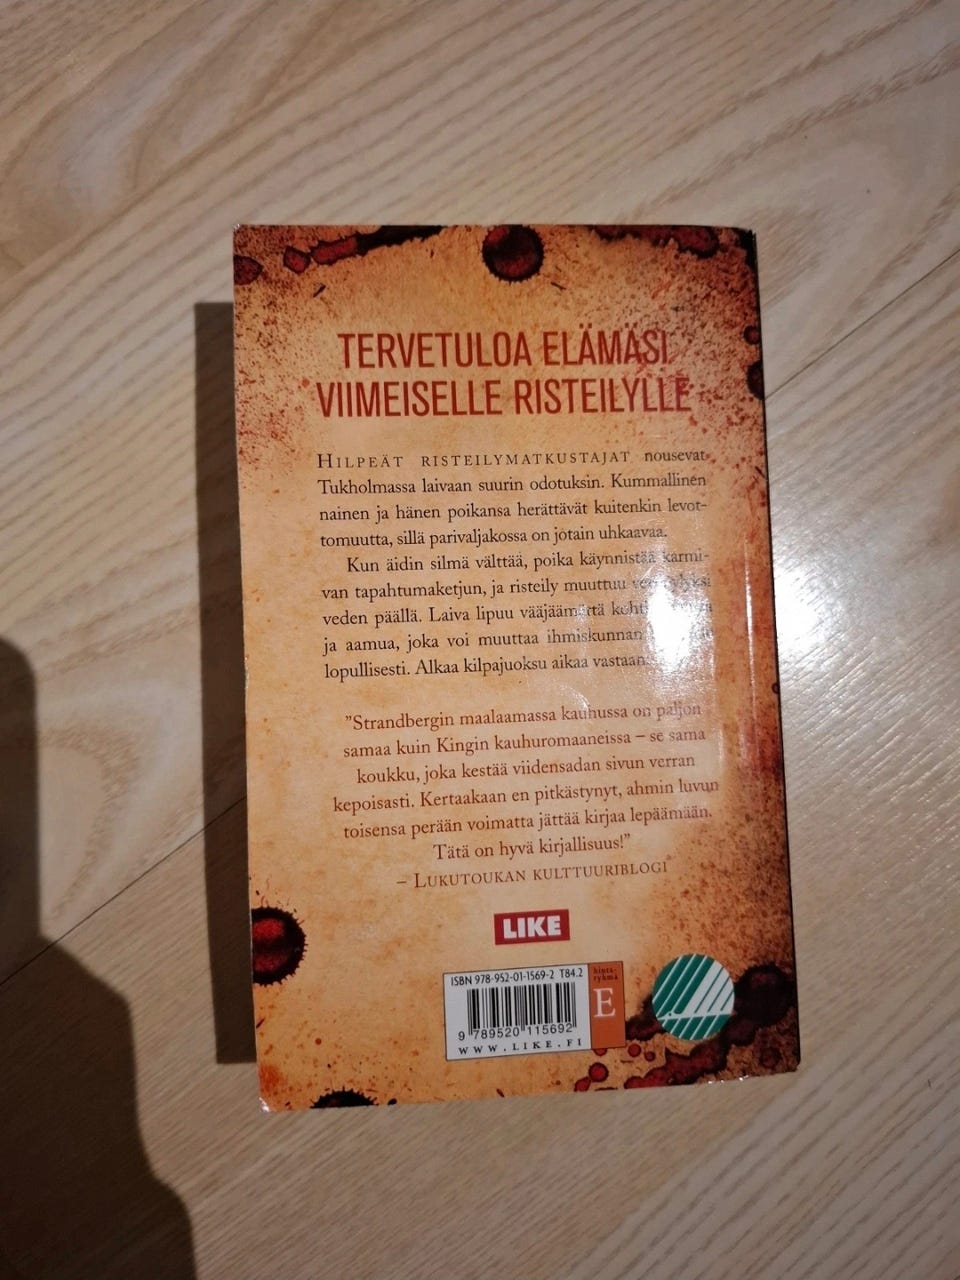 TERVETULOA ELÄMÄSI
VIIMEISELLE RISTEILYLLE
HILPEÄT RISTEILYMATKUSTAJAT nousevat
Tukholmassa laivaan suurin odotuksin. Kummallinen
nainen ja hänen poikansa herättävät kuitenkin levot-
tomuutta, sillä parivaljakossa on jotain uhkaavaa.
Kun äidin silmä välttää, poika käynnistää karmi-
van tapahtumaketjun, ja risteily muuttuu
veden päällä. Laiva lipuu vääjäämättä kohti
ja aamua, joka voi muuttaa ihmiskunnan
lopullisesti. Alkaa kilpajuoksu aikaa vastaan
"Strandbergin maalaamassa kauhussa on paljon
samaa kuin Kingin kauhuromaaneissa – se sama
koukku, joka kestää viidensadan sivun verran
kepoisasti. Kertaakaan en pitkästynyt, ahmin luvun
toisensa perään voimatta jättää kirjaa lepäämään.
Tätä on hyvä kirjallisuus!"
– LUKUTOUKAN KULTTUURIBLOGI
LIKE
ISBN 978-952-01-1569-2 T84.2
hinta-
ryhmä
E
9 789520 115692
WWW.LIKE.FI